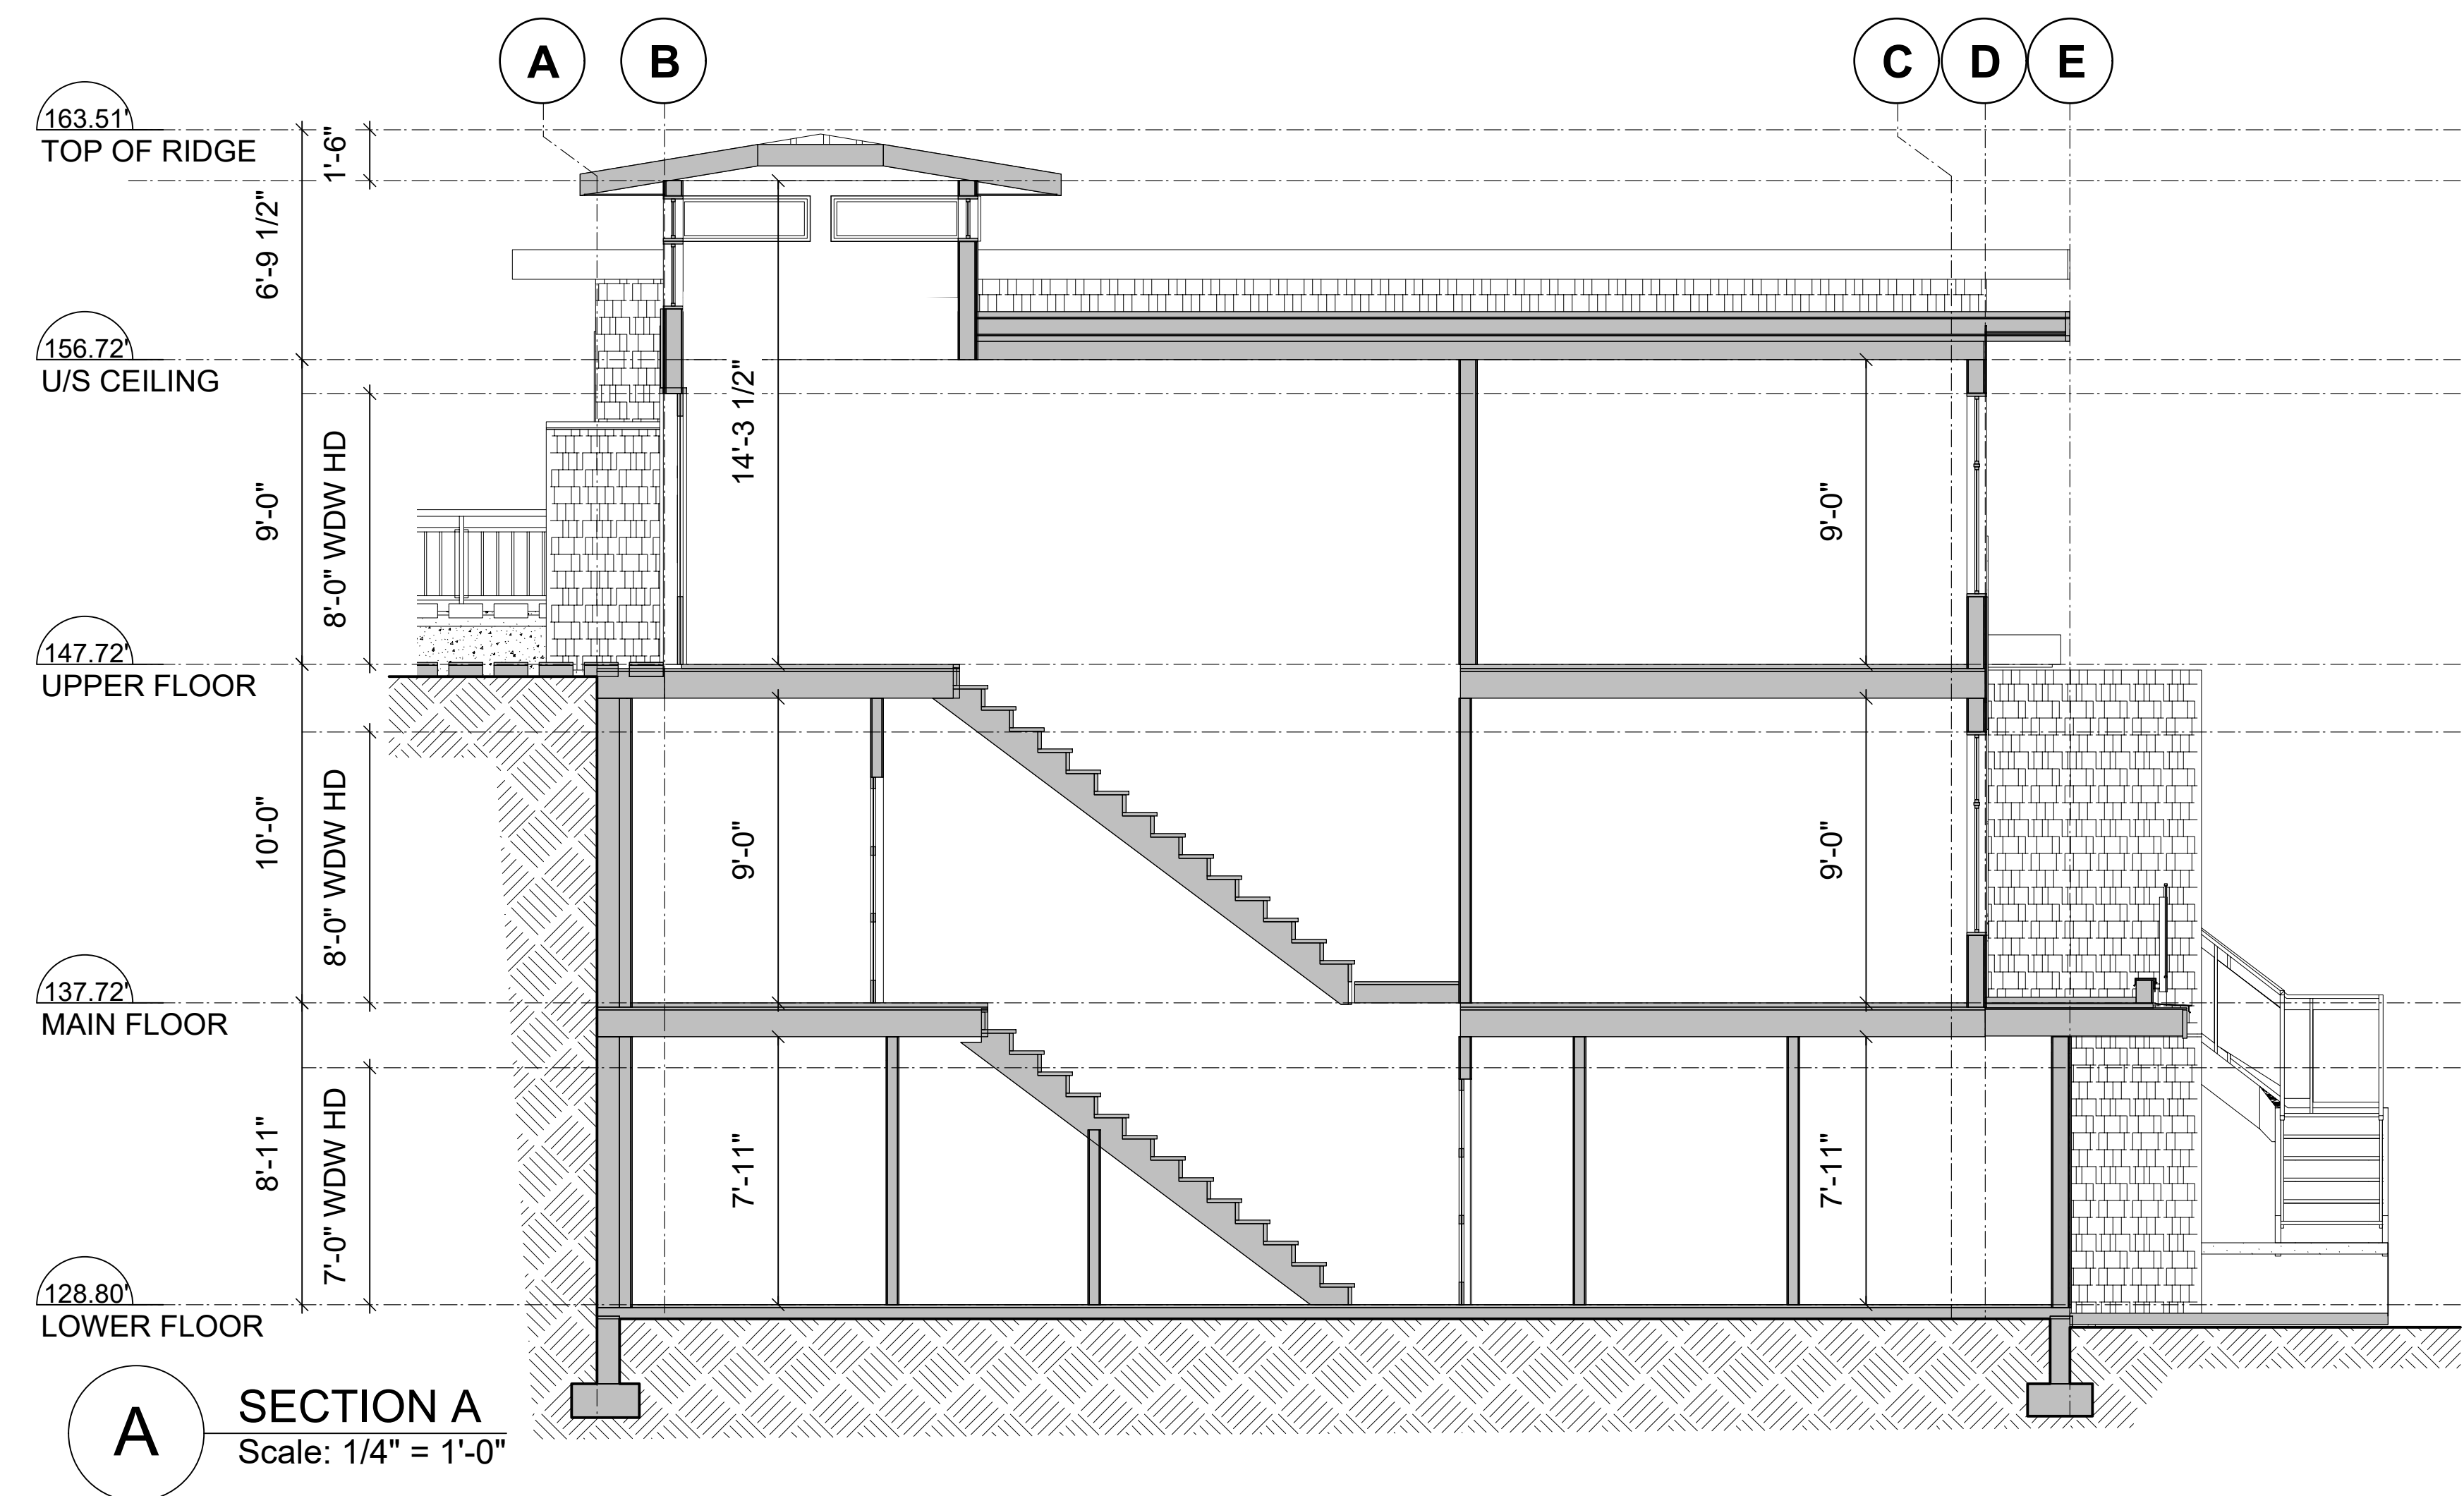 A
B
C
D
E
163.51'
TOP OF RIDGE
1'-6"
6'-9 1/2"
156.72'
U/S CEILING
14'-3 1/2"
8'-0" WDW HD
9'-0"
9'-0"
147.72'
UPPER FLOOR
10'-0"
8'-0" WDW HD
9'-0"
9'-0"
137.72'
MAIN FLOOR
8'-11"
7'-0" WDW HD
7'-11"
7'-11"
128.80'
LOWER FLOOR
A
SECTION A
Scale: 1/4" = 1'-0"